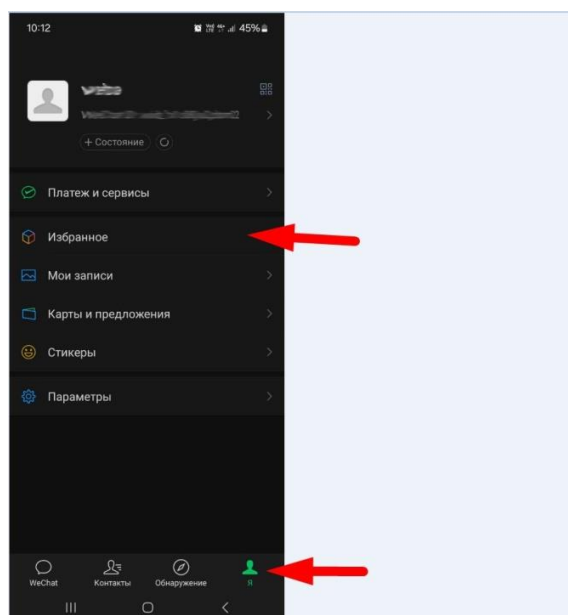 10:12
45%
+ Состояние
Платеж и сервисы
Избранное
Мои записи
Карты и предложения
Стикеры
Параметры
WeChat Контакты Обнаружение Я